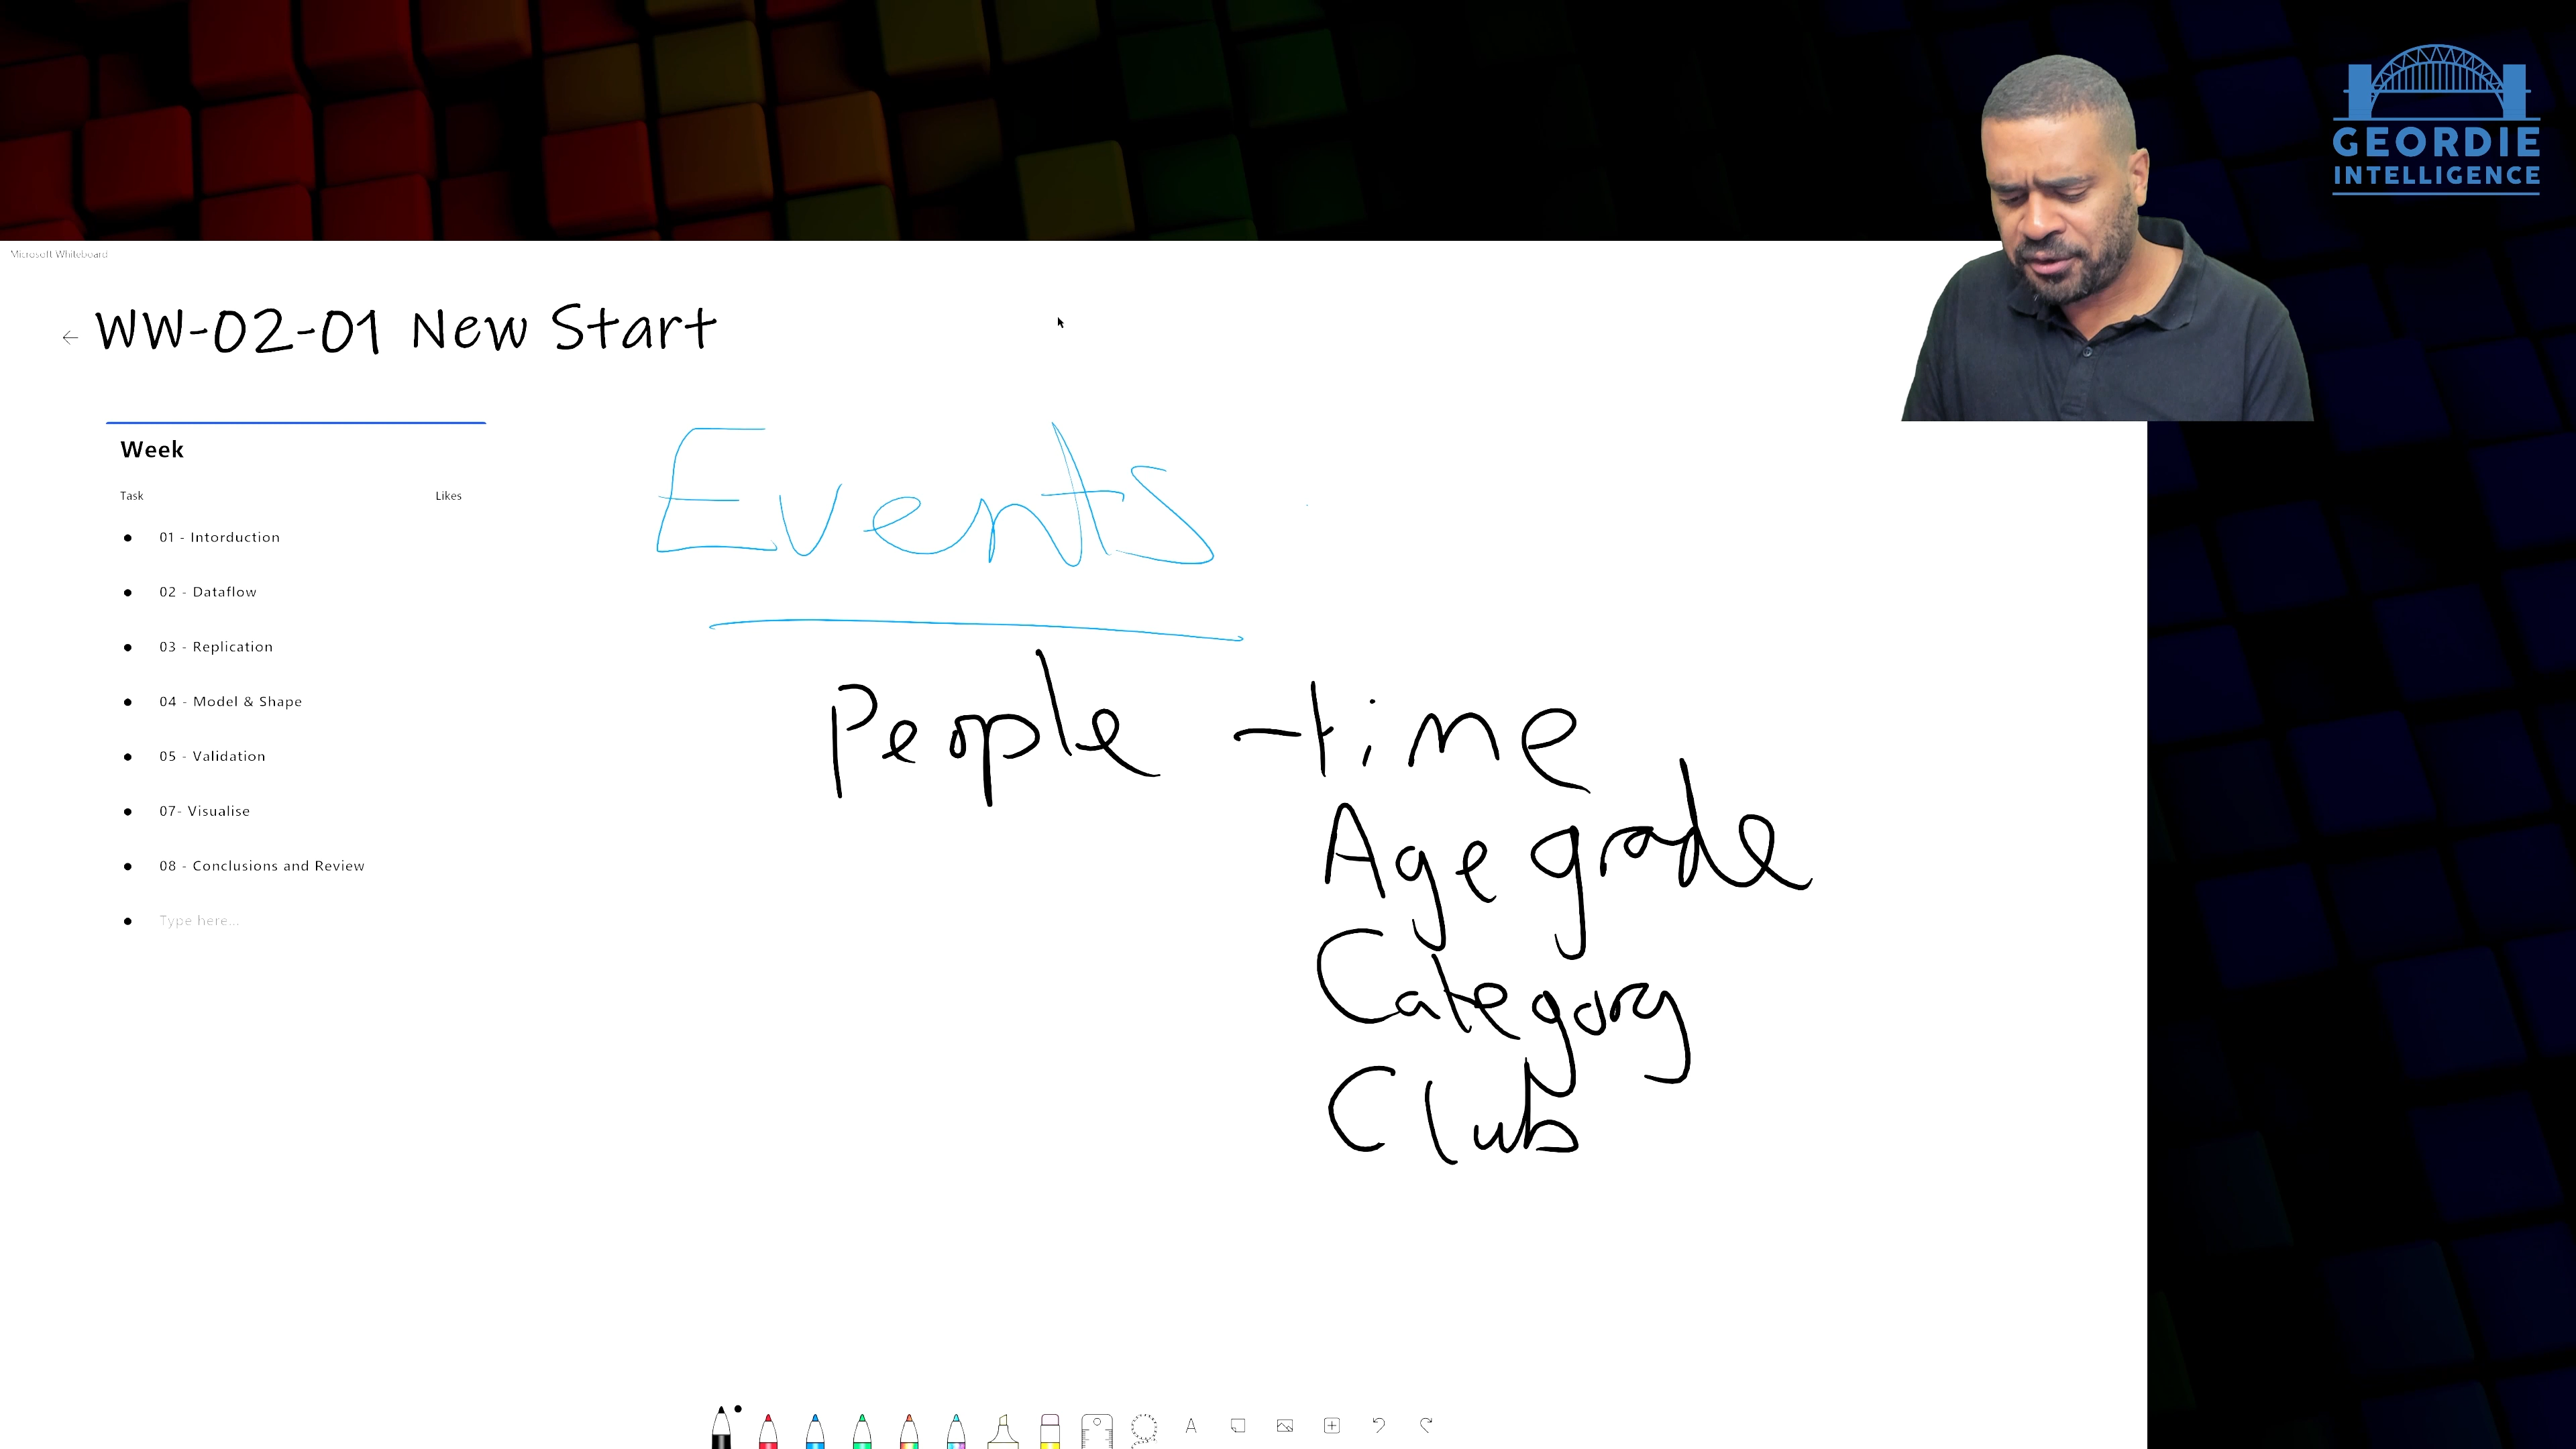 GEORDIE
INTELLIGENCE
Microsoft Whiteboard
WW-02-01 New Start
Week
Task Likes
01 - Intorduction
02 - Dataflow
03 - Replication
04 - Model & Shape
05 - Validation
07- Visualise
08 - Conclusions and Review
Type here...
Events
People - time
Age grade
Category
Club
A